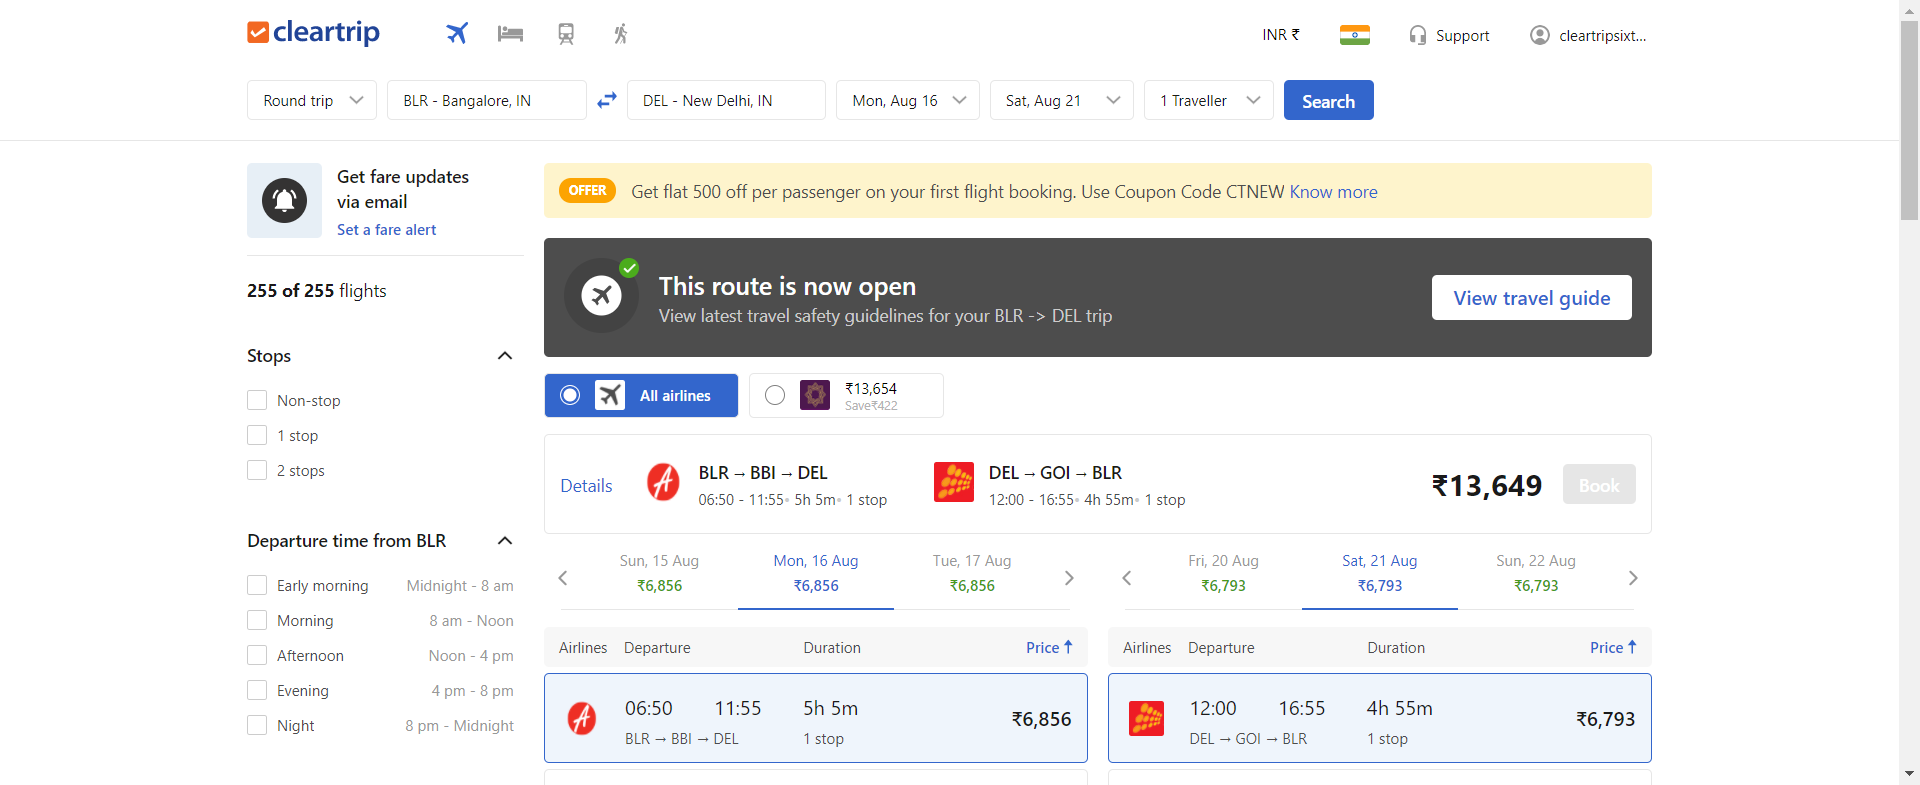 cleartrip
INR ₹
Support
cleartripsixt...
Round trip
BLR - Bangalore, IN
DEL - New Delhi, IN
Mon, Aug 16
Sat, Aug 21
1 Traveller
Search
Get fare updates
via email
Set a fare alert
255 of 255 flights
Stops
Non-stop
1 stop
2 stops
Departure time from BLR
Early morning Midnight - 8 am
Morning 8 am - Noon
Afternoon Noon - 4 pm
Evening 4 pm - 8 pm
Night 8 pm - Midnight
OFFER Get flat 500 off per passenger on your first flight booking. Use Coupon Code CTNEW Know more
This route is now open
View latest travel safety guidelines for your BLR -> DEL trip
View travel guide
All airlines
₹13,654
Save₹422
Details
BLR → BBI → DEL
06:50 - 11:55• 5h 5m• 1 stop
DEL → GOI → BLR
12:00 - 16:55• 4h 55m• 1 stop
₹13,649
Book
Sun, 15 Aug
₹6,856
Mon, 16 Aug
₹6,856
Tue, 17 Aug
₹6,856
Fri, 20 Aug
₹6,793
Sat, 21 Aug
₹6,793
Sun, 22 Aug
₹6,793
Airlines Departure Duration Price ↑
06:50 11:55 5h 5m ₹6,856
BLR → BBI → DEL 1 stop
Airlines Departure Duration Price ↑
12:00 16:55 4h 55m ₹6,793
DEL → GOI → BLR 1 stop